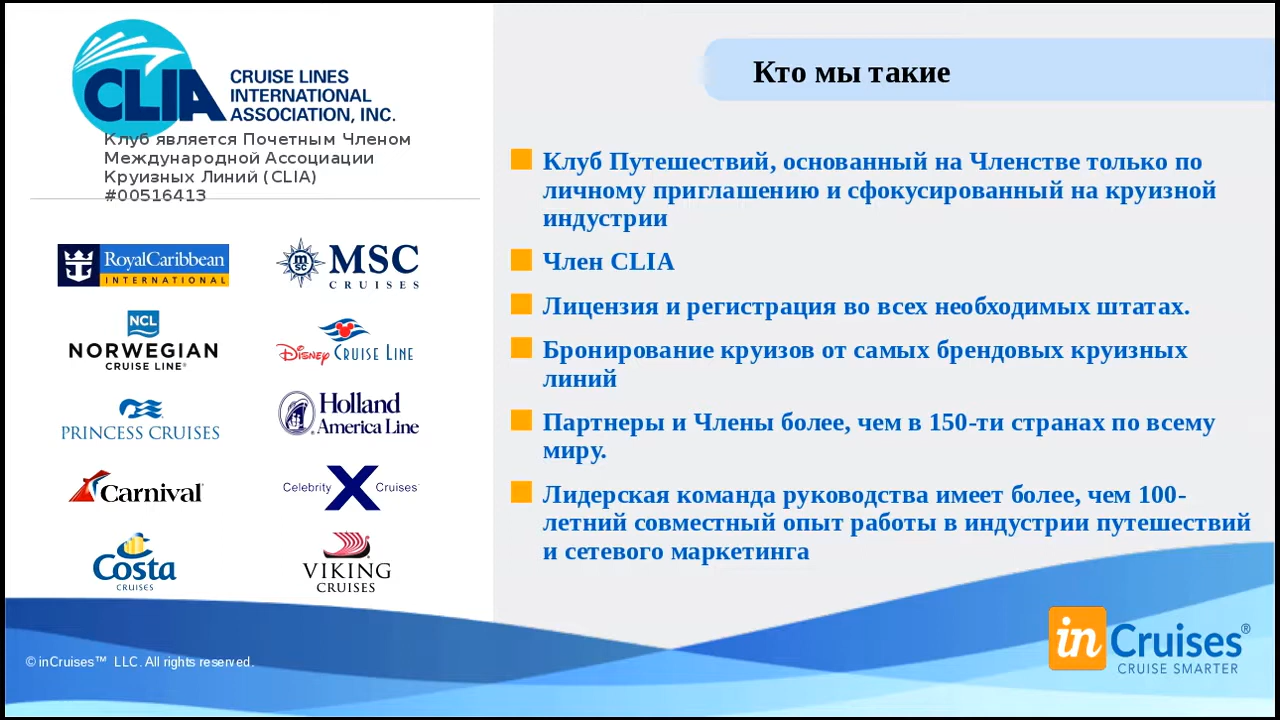 CLIA
CRUISE LINES
INTERNATIONAL
ASSOCIATION, INC.
Клуб является Почетным Членом
Международной Ассоциации
Круизных Линий (CLIA)
#00516413
RoyalCaribbean
INTERNATIONAL
MSC
MSC
CRUISES
NCL
NORWEGIAN
CRUISE LINE®
DISNEY CRUISE LINE
PRINCESS CRUISES
Holland
America Line
Carnival
Celebrity X Cruises
Costa
CRUISES
VIKING
CRUISES
Кто мы такие
Клуб Путешествий, основанный на Членстве только по
личному приглашению и сфокусированный на круизной
индустрии
Член CLIA
Лицензия и регистрация во всех необходимых штатах.
Бронирование круизов от самых брендовых круизных
линий
Партнеры и Члены более, чем в 150-ти странах по всему
миру.
Лидерская команда руководства имеет более, чем 100-
летний совместный опыт работы в индустрии путешествий
и сетевого маркетинга
© inCruises™ LLC. All rights reserved.
in Cruises®
CRUISE SMARTER